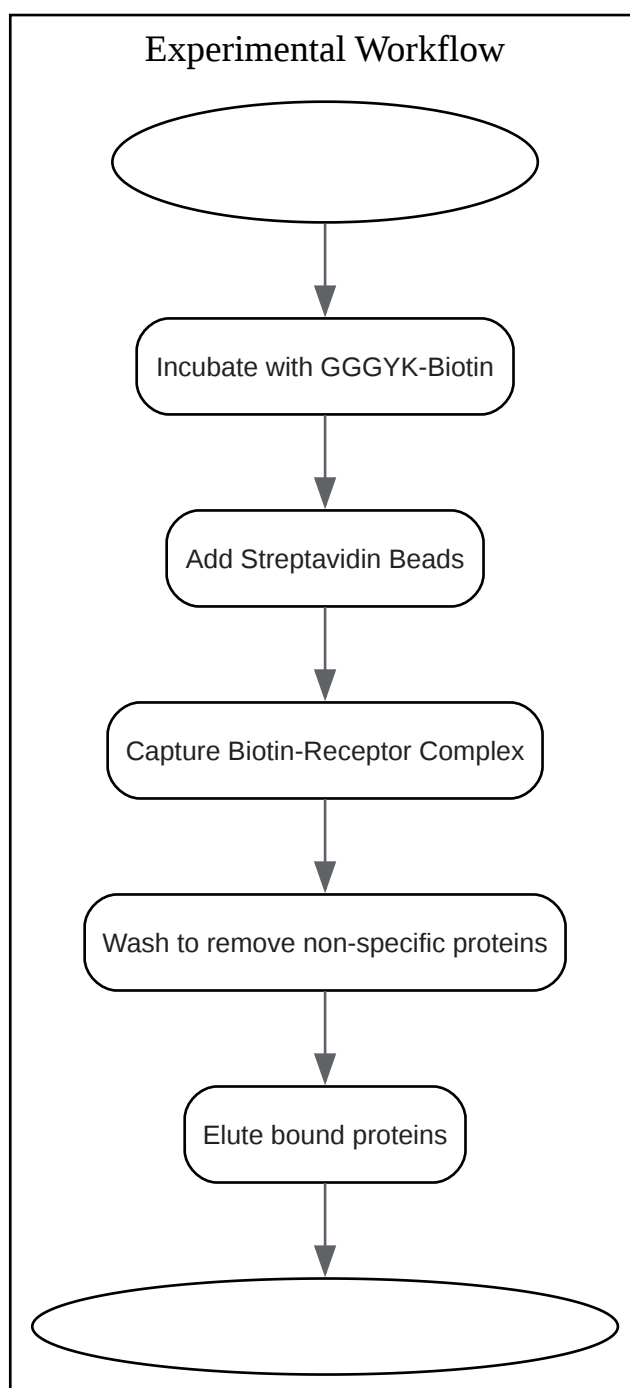 Experimental Workflow
Incubate with GGGYK-Biotin
Add Streptavidin Beads
Capture Biotin-Receptor Complex
Wash to remove non-specific proteins
Elute bound proteins